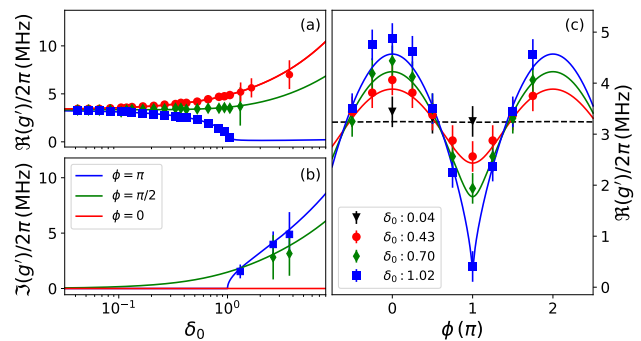 (a)
ℜ(g′)/2π (MHz)
10
5
0
(b)
ℑ(g′)/2π (MHz)
10
5
0
ϕ = π
ϕ = π/2
ϕ = 0
10⁻¹
10⁰
δ₀
(c)
ℜ(g′)/2π (MHz)
5
4
3
2
1
0
δ₀ : 0.04
δ₀ : 0.43
δ₀ : 0.70
δ₀ : 1.02
0
1
2
ϕ (π)